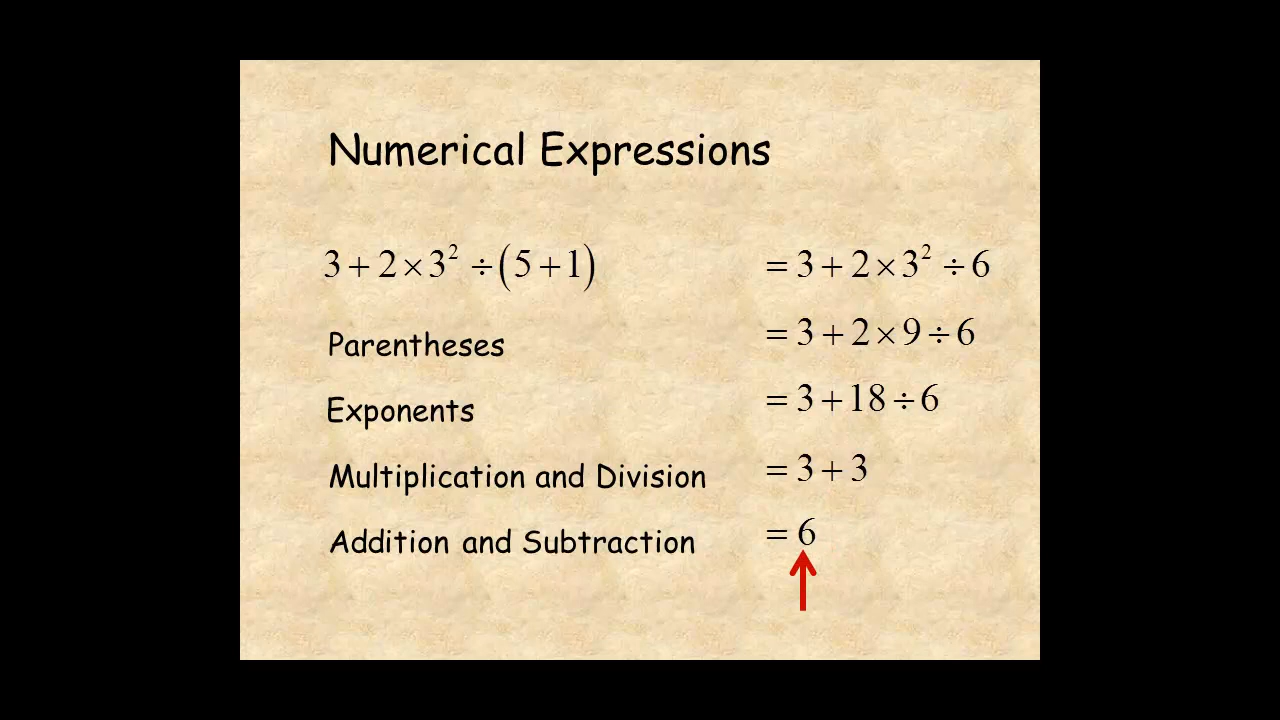 Numerical Expressions
3 + 2 × 3² ÷ (5 + 1)
= 3 + 2 × 3² ÷ 6
= 3 + 2 × 9 ÷ 6
Parentheses
= 3 + 18 ÷ 6
Exponents
= 3 + 3
Multiplication and Division
= 6
Addition and Subtraction